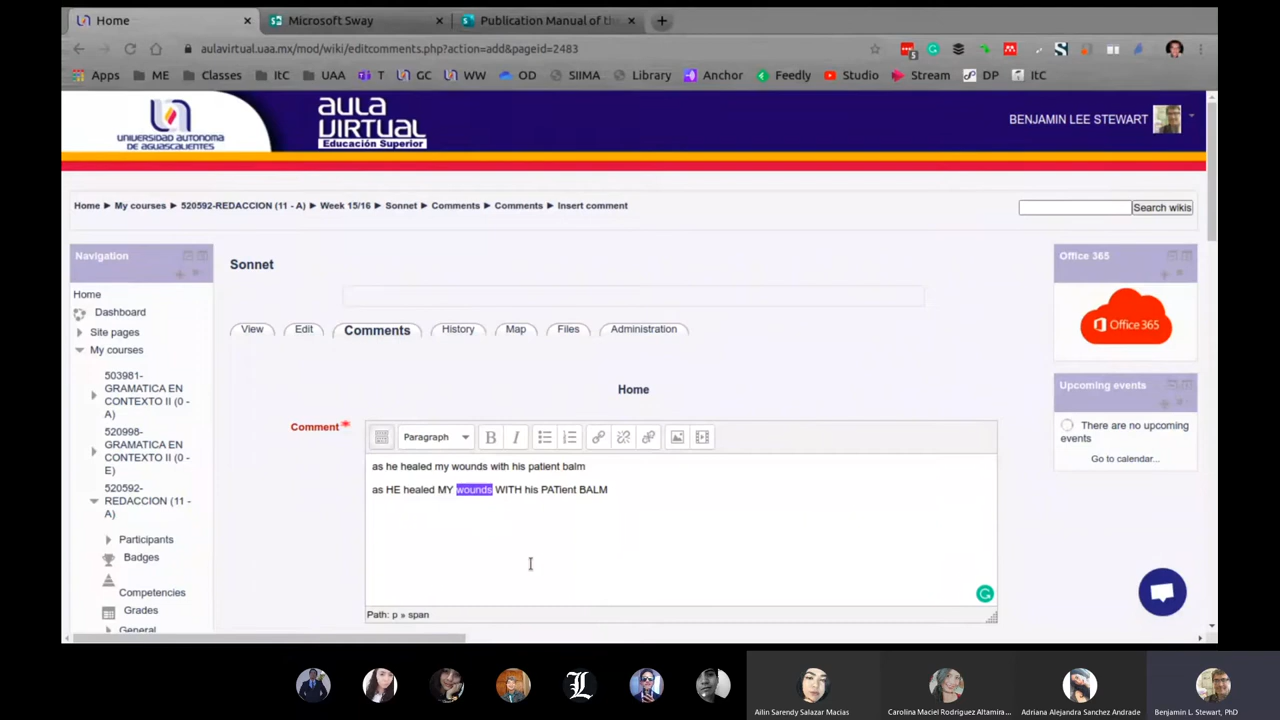 Home
Microsoft Sway
Publication Manual of the
aulavirtual.uaa.mx/mod/wiki/editcomments.php?action=add&pageid=2483
5
Apps
ME
Classes
ItC
UAA
T
GC
WW
OD
SIIMA
Library
Anchor
Feedly
Studio
Stream
DP
ItC
UNIVERSIDAD AUTONOMA
DE AGUASCALIENTES
AULA
VIRTUAL
Educación Superior
BENJAMIN LEE STEWART
Home ► My courses ► 520592-REDACCION (11 - A) ► Week 15/16 ► Sonnet ► Comments ► Comments ► Insert comment
Search wikis
Navigation
Home
Dashboard
Site pages
My courses
503981-
GRAMATICA EN
CONTEXTO II (0 -
A)
520998-
GRAMATICA EN
CONTEXTO II (0 -
E)
520592-
REDACCION (11 -
A)
Participants
Badges
Competencies
Grades
General
Sonnet
View
Edit
Comments
History
Map
Files
Administration
Home
Comment
Paragraph
B
I
as he healed my wounds with his patient balm
as HE healed MY wounds WITH his PATient BALM
Path: p » span
Office 365
Office 365
Upcoming events
There are no upcoming
events
Go to calendar...
Ailin Sarendy Salazar Macias
Carolina Maciel Rodriguez Altamira...
Adriana Alejandra Sanchez Andrade
Benjamin L. Stewart, PhD